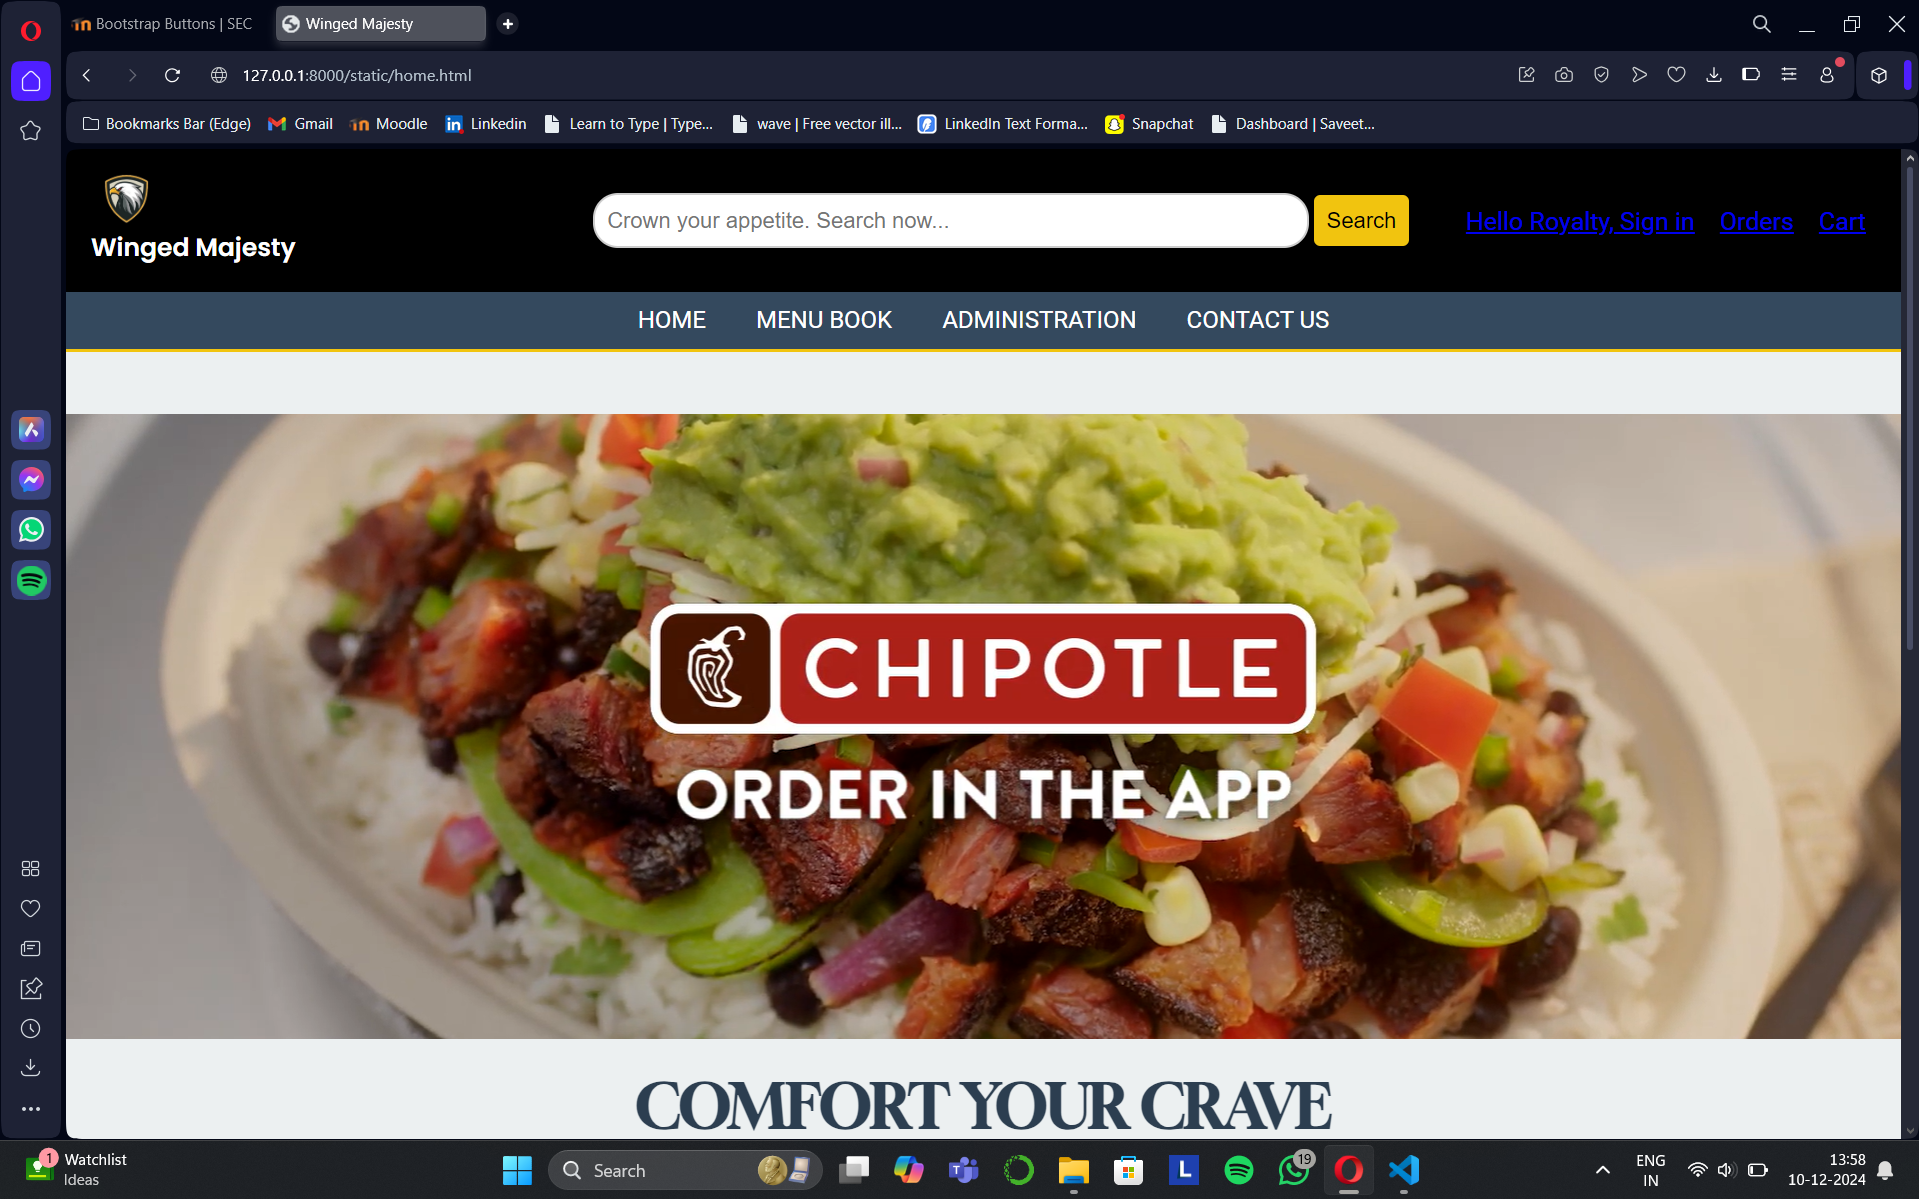 Bootstrap Buttons | SEC
Winged Majesty
127.0.0.1:8000/static/home.html
Bookmarks Bar (Edge)
Gmail
Moodle
Linkedin
Learn to Type | Type...
wave | Free vector ill...
LinkedIn Text Forma...
Snapchat
Dashboard | Saveet...
Winged Majesty
Crown your appetite. Search now...
Search
Hello Royalty, Sign in
Orders
Cart
HOME
MENU BOOK
ADMINISTRATION
CONTACT US
CHIPOTLE
ORDER IN THE APP
COMFORT YOUR CRAVE
1
Watchlist
Ideas
Search
L
19
ENG
IN
13:58
10-12-2024